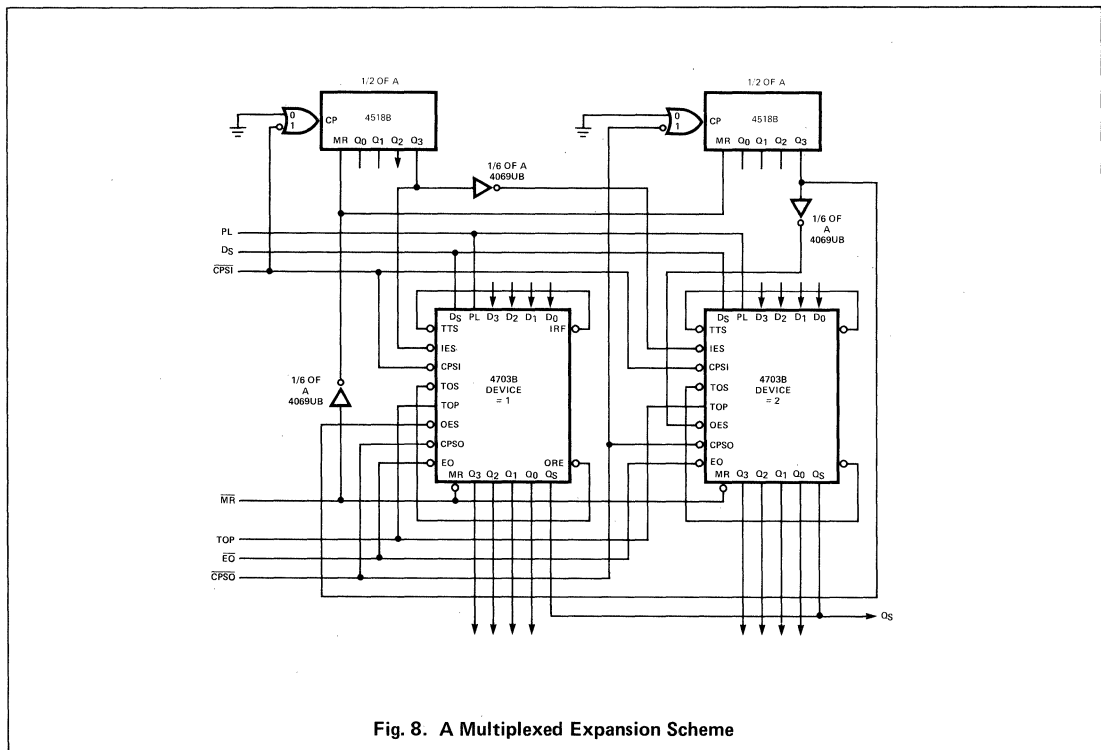 1/2 OF A
1/2 OF A
0
1
CP
4518B
MR Q0 Q1 Q2 Q3
0
1
CP
4518B
MR Q0 Q1 Q2 Q3
1/6 OF A
4069UB
1/6 OF
A
4069UB
PL
DS
CPSI
DS PL D3 D2 D1 D0
TTS
IRF
IES
CPSI
TOS
4703B
DEVICE
= 1
TOP
OES
CPSO
EO
ORE
MR Q3 Q2 Q1 Q0 QS
DS PL D3 D2 D1 D0
TTS
IES
CPSI
TOS
4703B
DEVICE
= 2
TOP
OES
CPSO
EO
MR Q3 Q2 Q1 Q0 QS
1/6 OF
A
4069UB
MR
TOP
EO
CPSO
QS
Fig. 8. A Multiplexed Expansion Scheme